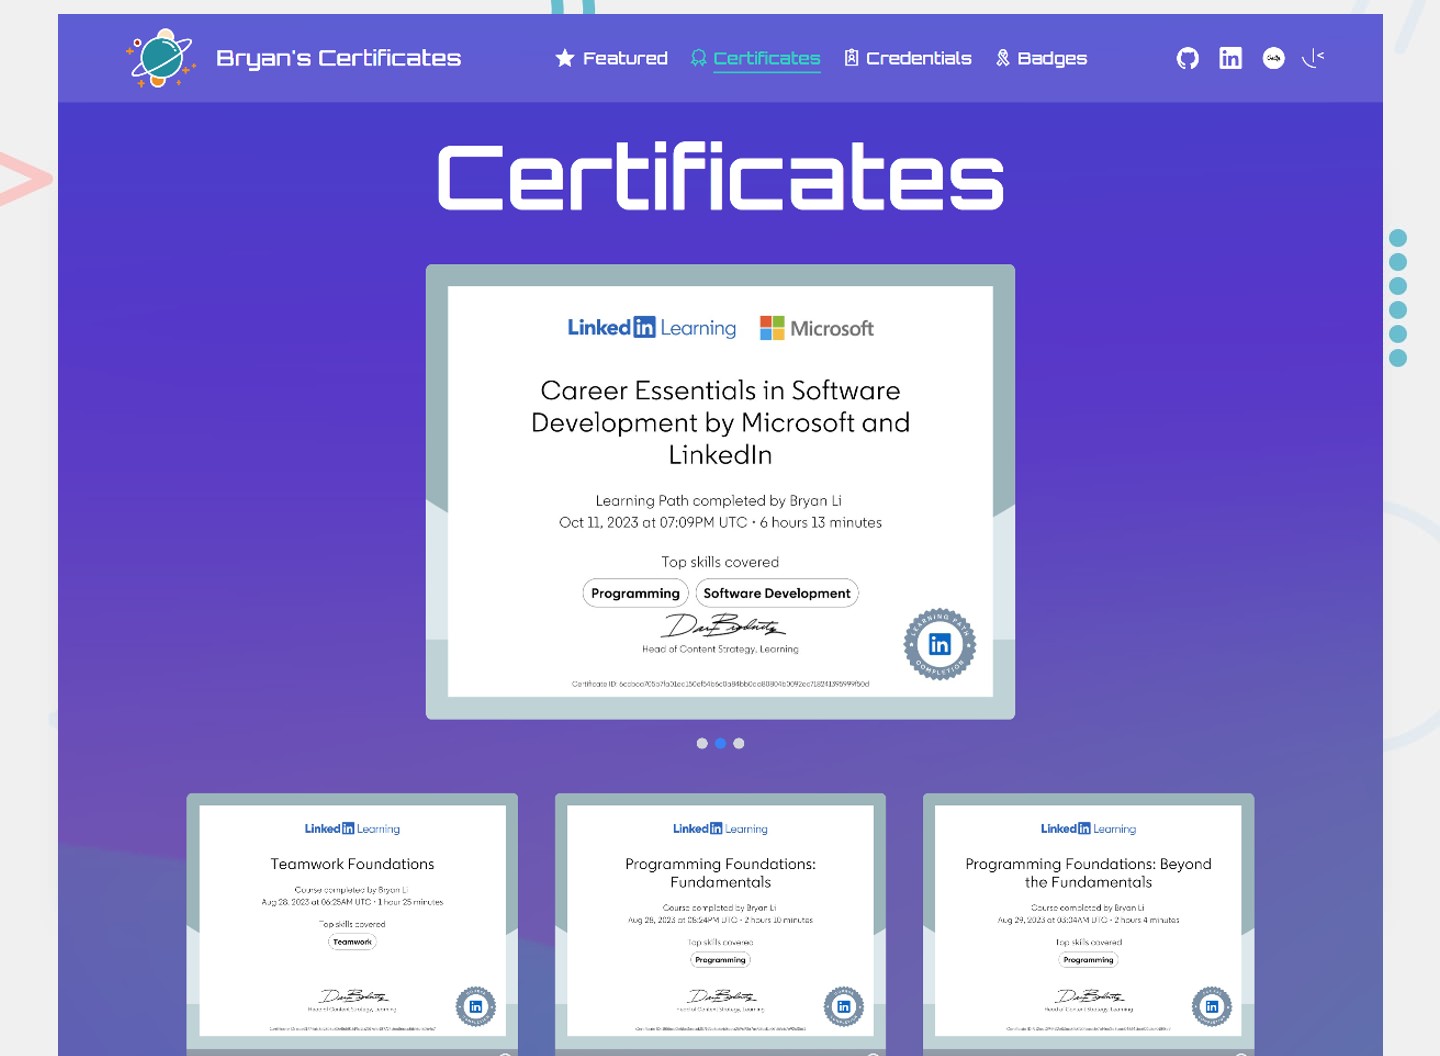 Bryan's Certificates
Featured
Certificates
Credentials
Badges
Certificates
Linked in Learning
Microsoft
Career Essentials in Software
Development by Microsoft and
LinkedIn
Learning Path completed by Bryan Li
Oct 11, 2023 at 07:09PM UTC • 6 hours 13 minutes
Top skills covered
Programming
Software Development
Head of Content Strategy, Learning
LEARNING PATH
in
COMPLETION
Certificate ID:
Linked in Learning
Teamwork Foundations
Course completed by Bryan Li
Aug 28, 2023 at 06:25AM UTC • 1 hour 25 minutes
Top skills covered
Teamwork
Head of Content Strategy, Learning
in
Linked in Learning
Programming Foundations:
Fundamentals
Course completed by Bryan Li
Aug 28, 2023 at 08:24PM UTC • 2 hours 10 minutes
Top skills covered
Programming
Head of Content Strategy, Learning
in
Linked in Learning
Programming Foundations: Beyond
the Fundamentals
Course completed by Bryan Li
Aug 29, 2023 at 03:04AM UTC • 2 hours 4 minutes
Top skills covered
Programming
Head of Content Strategy, Learning
in